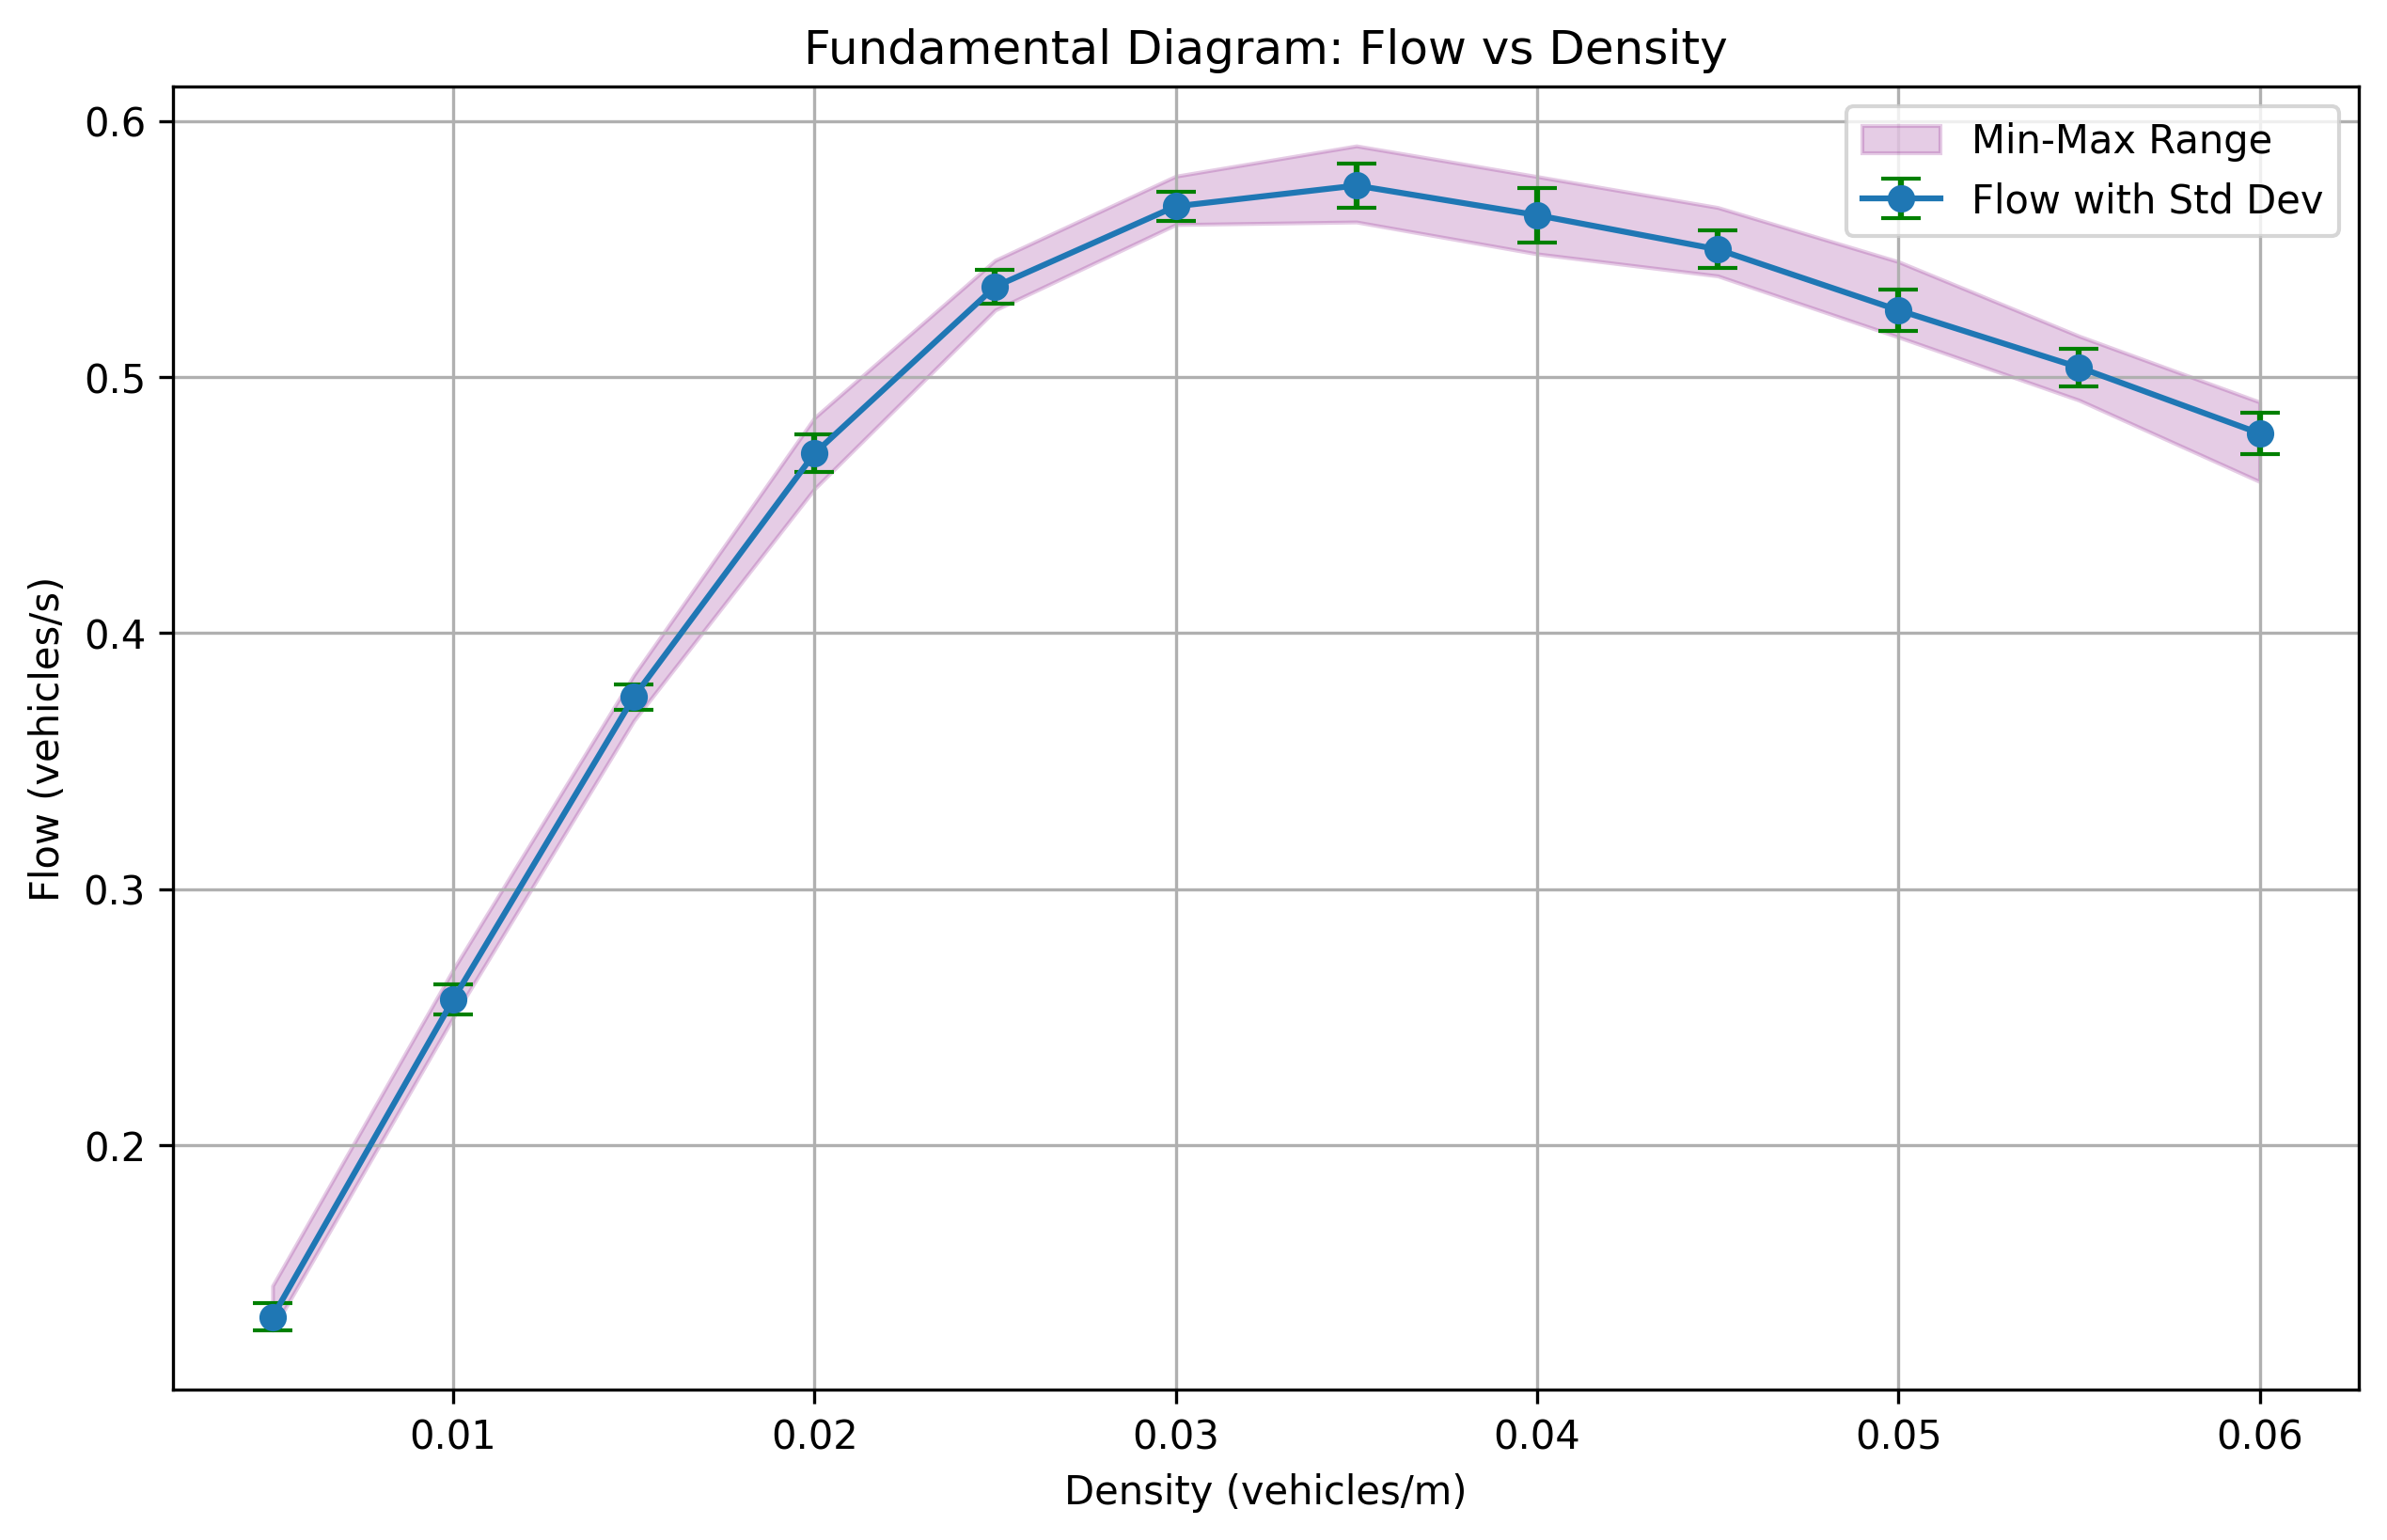 Fundamental Diagram: Flow vs Density
Min-Max Range
Flow with Std Dev
Flow (vehicles/s)
0.6
0.5
0.4
0.3
0.2
0.01 0.02 0.03 0.04 0.05 0.06
Density (vehicles/m)